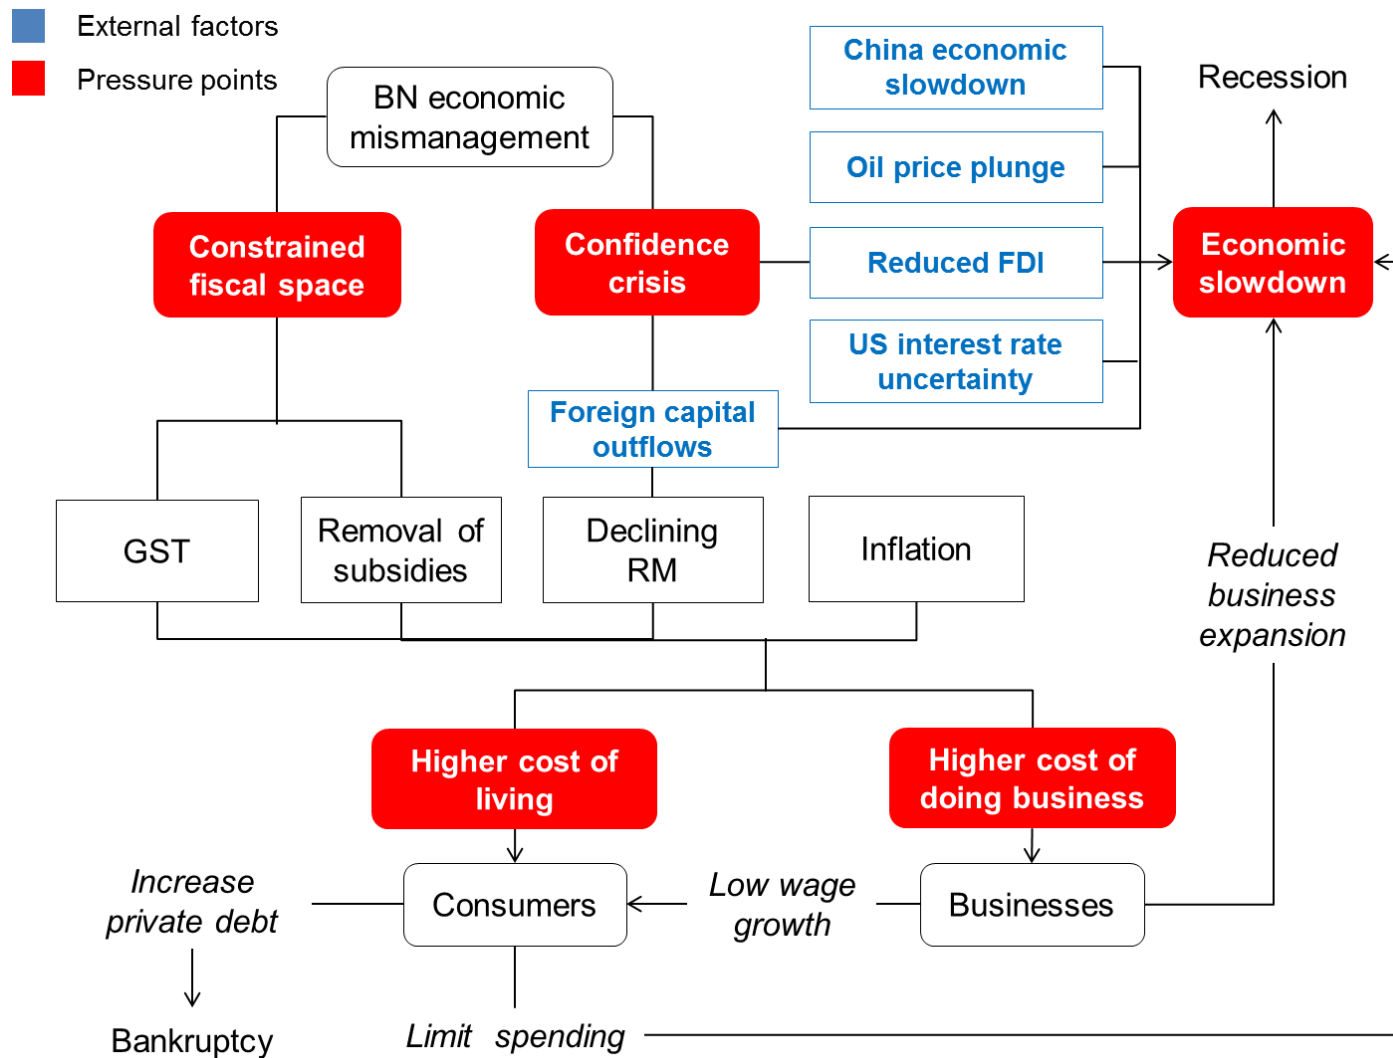 External factors
Pressure points
BN economic
mismanagement
China economic
slowdown
Recession
Oil price plunge
Constrained
fiscal space
Confidence
crisis
Reduced FDI
Economic
slowdown
US interest rate
uncertainty
Foreign capital
outflows
GST
Removal of
subsidies
Declining
RM
Inflation
Reduced
business
expansion
Higher cost of
living
Higher cost of
doing business
Increase
private debt
Consumers
Low wage
growth
Businesses
Bankruptcy
Limit spending